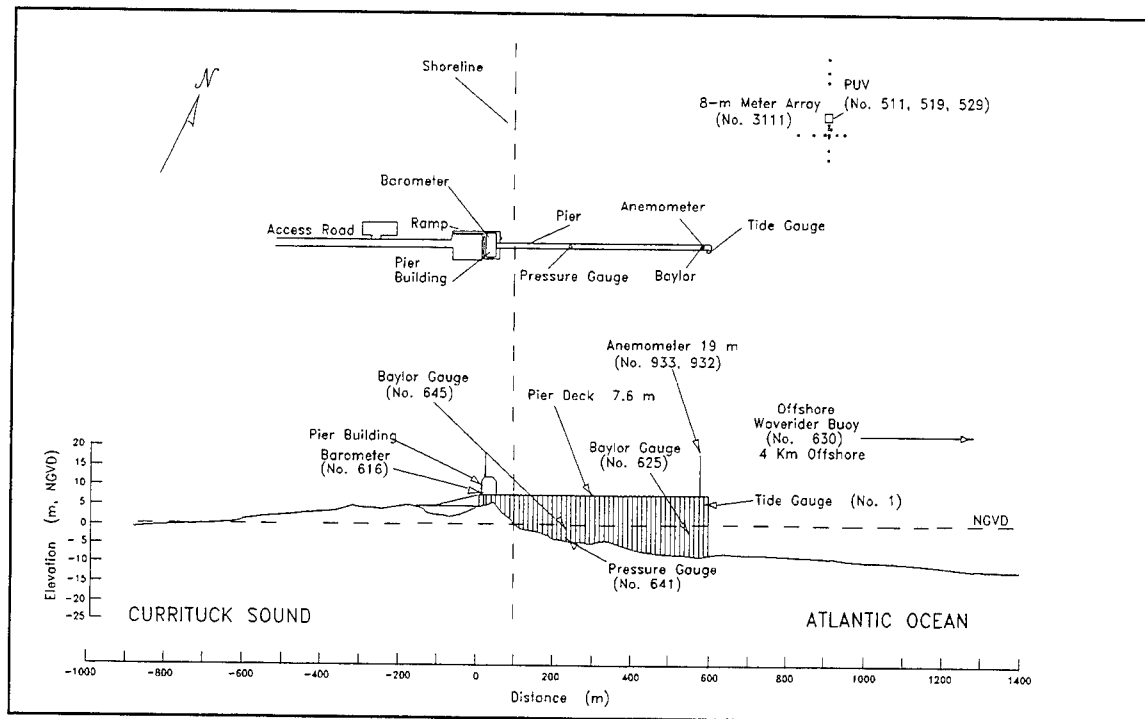 N
Shoreline
8-m Meter Array
(No. 3111)
PUV
(No. 511, 519, 529)
Barometer
Access Road
Ramp
Pier
Anemometer
Tide Gauge
Pier
Building
Pressure Gauge
Baylor
Anemometer 19 m
(No. 933, 932)
Baylor Gauge
(No. 645)
Pier Deck 7.6 m
Offshore
Waverider Buoy
(No. 630)
4 Km Offshore
Pier Building
Barometer
(No. 616)
Baylor Gauge
(No. 625)
Tide Gauge (No. 1)
NGVD
Pressure Gauge
(No. 641)
Elevation (m, NGVD)
20
15
10
5
0
-5
-10
-15
-20
-25
CURRITUCK SOUND
ATLANTIC OCEAN
-1000 -800 -600 -400 -200 0 200 400 600 800 1000 1200 1400
Distance (m)